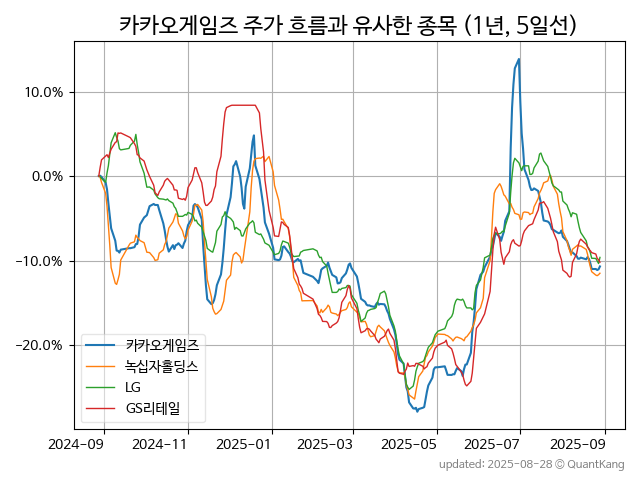 카카오게임즈 주가 흐름과 유사한 종목 (1년, 5일선)
10.0%
0.0%
−10.0%
−20.0%
카카오게임즈
녹십자홀딩스
LG
GS리테일
2024-09 2024-11 2025-01 2025-03 2025-05 2025-07 2025-09
updated: 2025-08-28 © QuantKang